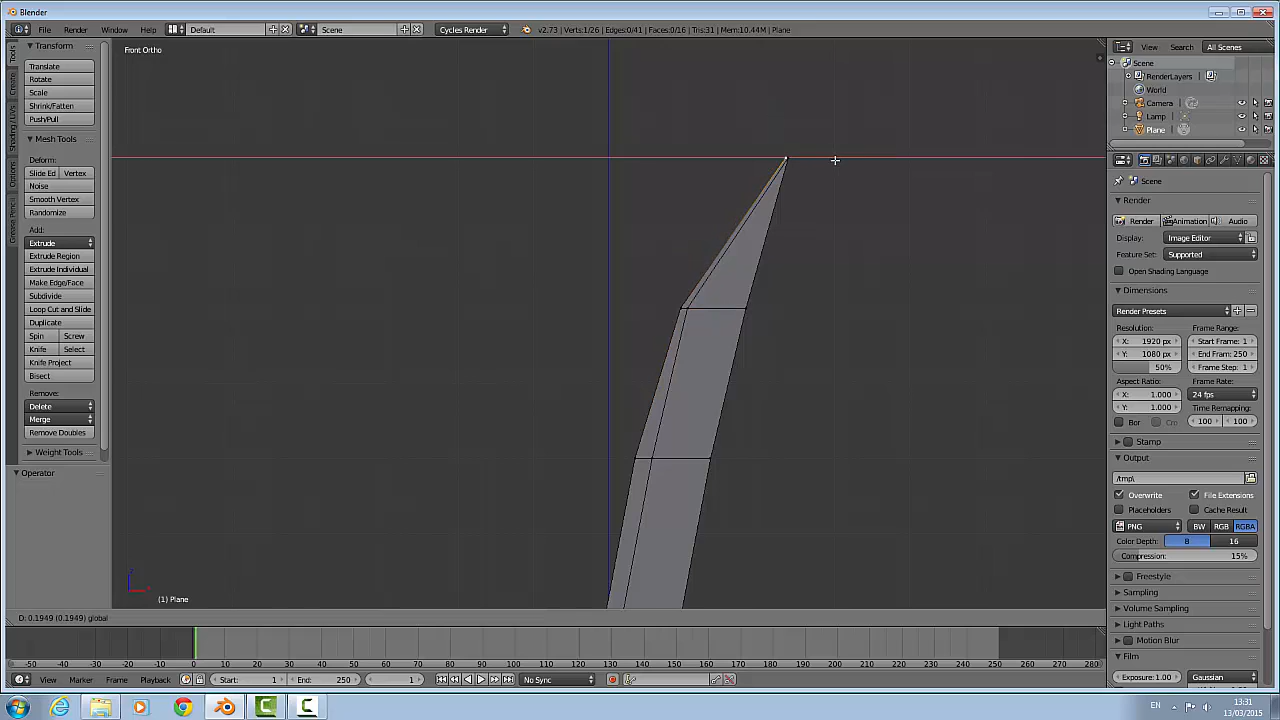 Blender
File Render Window Help Default Scene Cycles Render v2.73 | Verts:1/26 | Edges:0/41 | Faces:0/16 | Tris:31 | Mem:10.44M | Plane
Transform
Translate
Rotate
Scale
Shrink/Fatten
Push/Pull
Mesh Tools
Deform:
Slide Ed Vertex
Noise
Smooth Vertex
Randomize
Add:
Extrude
Extrude Region
Extrude Individual
Make Edge/Face
Subdivide
Loop Cut and Slide
Duplicate
Spin Screw
Knife Select
Knife Project
Bisect
Remove:
Delete
Merge
Remove Doubles
Weight Tools
Operator
Tools
Create
Shading / UVs
Options
Grease Pencil
Front Ortho
(1) Plane
D: 0.1949 (0.1949) global
View Search All Scenes
Scene
RenderLayers
World
Camera
Lamp
Plane
Scene
Render
Render Animation Audio
Display: Image Editor
Feature Set: Supported
Open Shading Language
Dimensions
Render Presets
Resolution: Frame Range:
X: 1920 px Start Frame: 1
Y: 1080 px End Fram: 250
50% Frame Step: 1
Aspect Ratio: Frame Rate:
X: 1.000 24 fps
Y: 1.000 Time Remapping:
Bor Cro 100 100
Stamp
Output
/tmp\
Overwrite File Extensions
Placeholders Cache Result
PNG BW RGB RGBA
Color Depth: 8 16
Compression: 15%
Freestyle
Sampling
Volume Sampling
Light Paths
Motion Blur
Film
Exposure: 1.00 Gaussian
-50 -40 -30 -20 -10 0 10 20 30 40 50 60 70 80 90 100 110 120 130 140 150 160 170 180 190 200 210 220 230 240 250 260 270 280
View Marker Frame Playback Start: 1 End: 250 1 No Sync
EN 13:31
13/03/2015